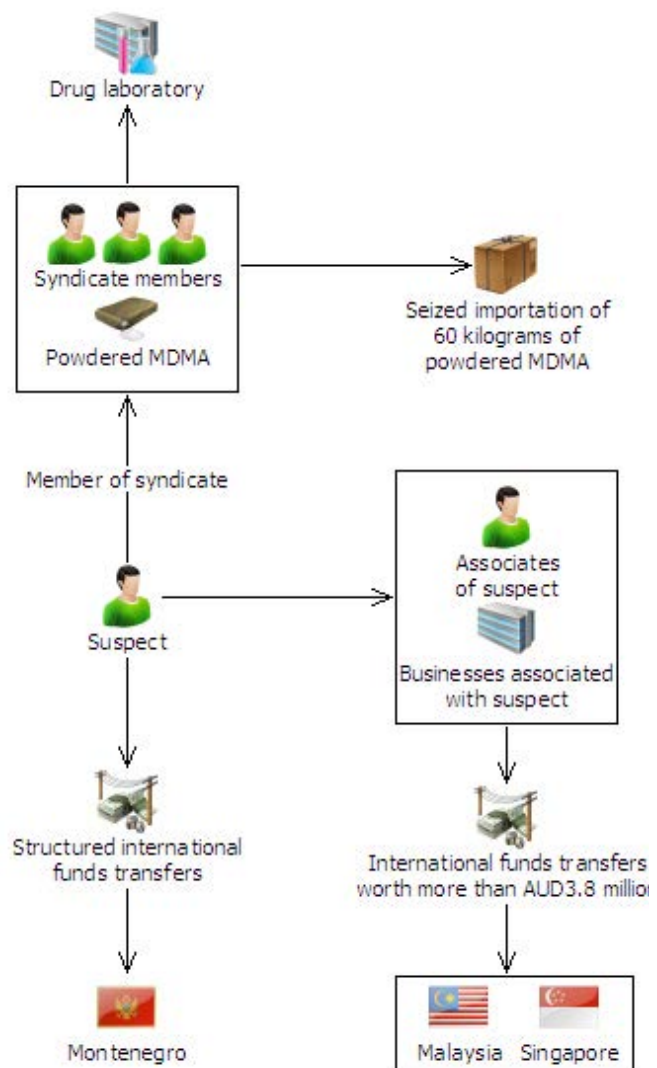 Drug laboratory
Syndicate members
Powdered MDMA
Seized importation of
60 kilograms of
powdered MDMA
Member of syndicate
Suspect
Associates
of suspect
Businesses associated
with suspect
Structured international
funds transfers
International funds transfers
worth more than AUD3.8 million
Montenegro
Malaysia
Singapore